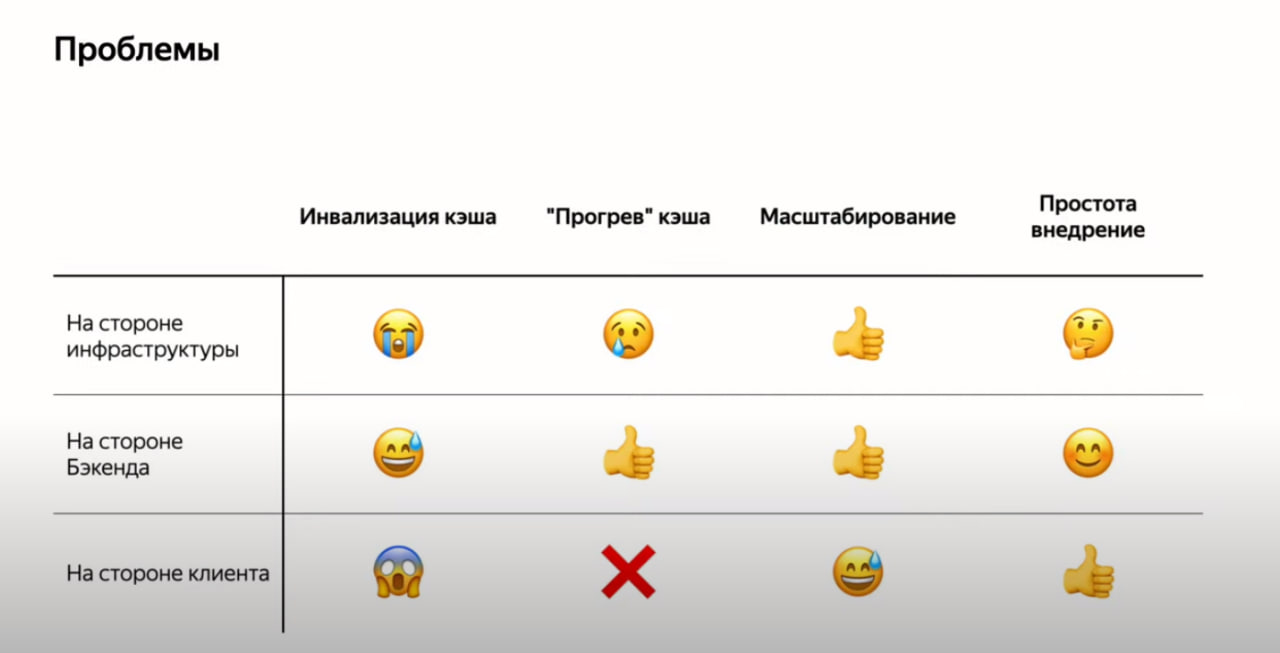 Проблемы
Инвализация кэша
"Прогрев" кэша
Масштабирование
Простота
внедрение
На стороне
инфраструктуры
На стороне
Бэкенда
На стороне клиента